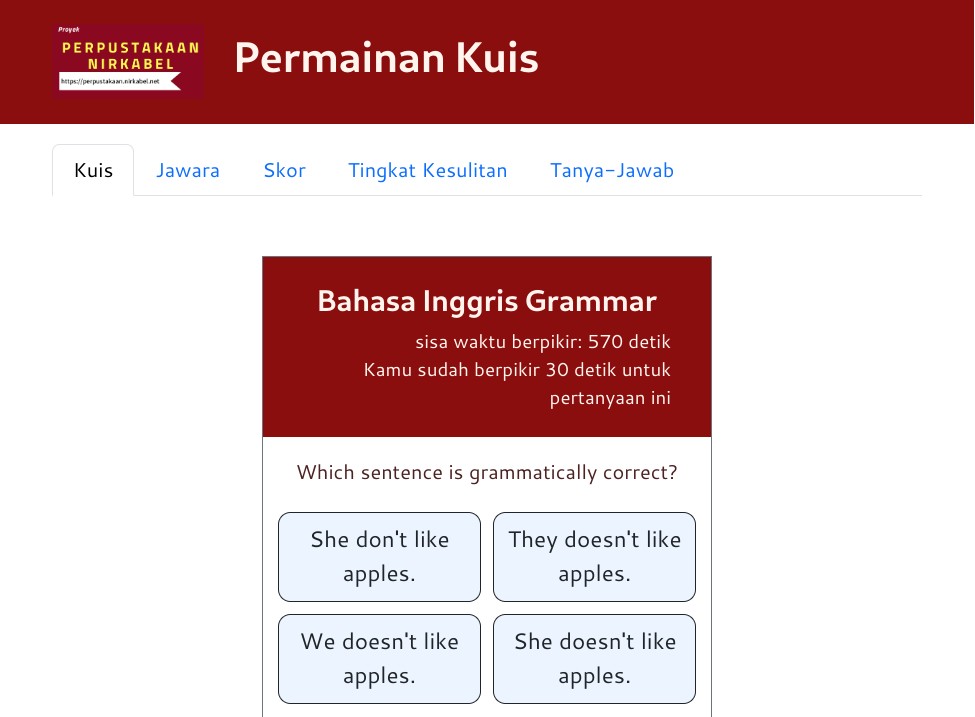 Proyek
PERPUSTAKAAN
NIRKABEL
https://perpustakaan.nirkabel.net
Permainan Kuis
Kuis
Jawara
Skor
Tingkat Kesulitan
Tanya-Jawab
Bahasa Inggris Grammar
sisa waktu berpikir: 570 detik
Kamu sudah berpikir 30 detik untuk
pertanyaan ini
Which sentence is grammatically correct?
She don't like
apples.
They doesn't like
apples.
We doesn't like
apples.
She doesn't like
apples.